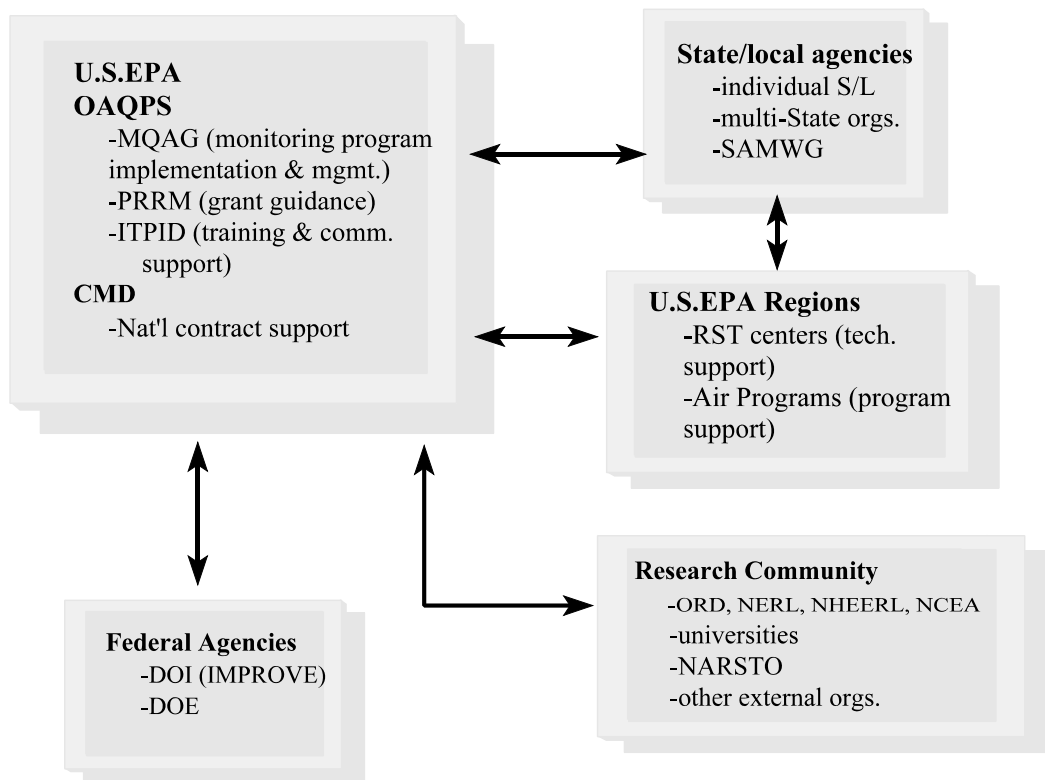 U.S.EPA
OAQPS
-MQAG (monitoring program
implementation & mgmt.)
-PRRM (grant guidance)
-ITPID (training & comm.
support)
CMD
-Nat'l contract support
State/local agencies
-individual S/L
-multi-State orgs.
-SAMWG
U.S.EPA Regions
-RST centers (tech.
support)
-Air Programs (program
support)
Federal Agencies
-DOI (IMPROVE)
-DOE
Research Community
-ORD, NERL, NHEERL, NCEA
-universities
-NARSTO
-other external orgs.